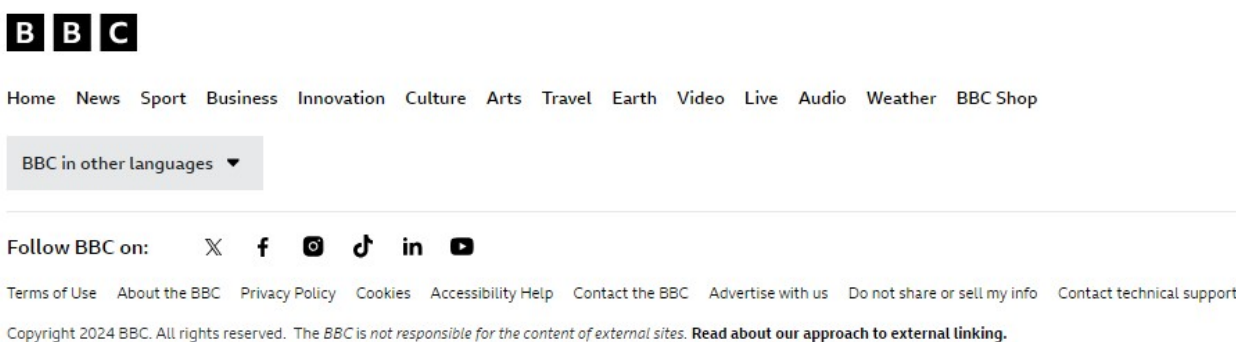 BBC
Home News Sport Business Innovation Culture Arts Travel Earth Video Live Audio Weather BBC Shop
BBC in other languages
Follow BBC on:
Terms of Use About the BBC Privacy Policy Cookies Accessibility Help Contact the BBC Advertise with us Do not share or sell my info Contact technical support
Copyright 2024 BBC. All rights reserved. The BBC is not responsible for the content of external sites. Read about our approach to external linking.